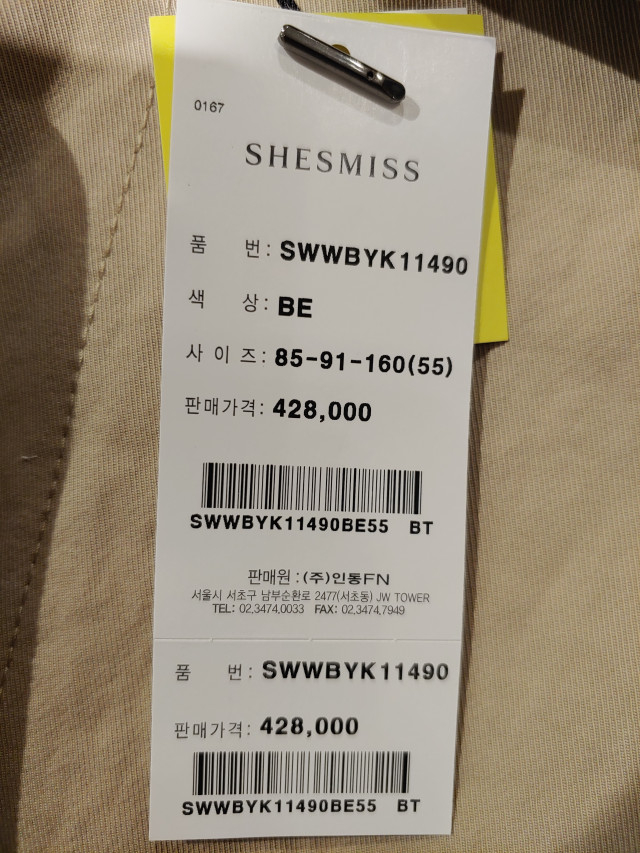 0167
SHESMISS
품 번: SWWBYK11490
색 상: BE
사 이 즈: 85-91-160(55)
판매가격: 428,000
SWWBYK11490BE55 BT
판매원 : (주)인동FN
서울시 서초구 남부순환로 2477(서초동) JW TOWER
TEL: 02.3474.0033 FAX: 02.3474.7949
품 번: SWWBYK11490
판매가격: 428,000
SWWBYK11490BE55 BT